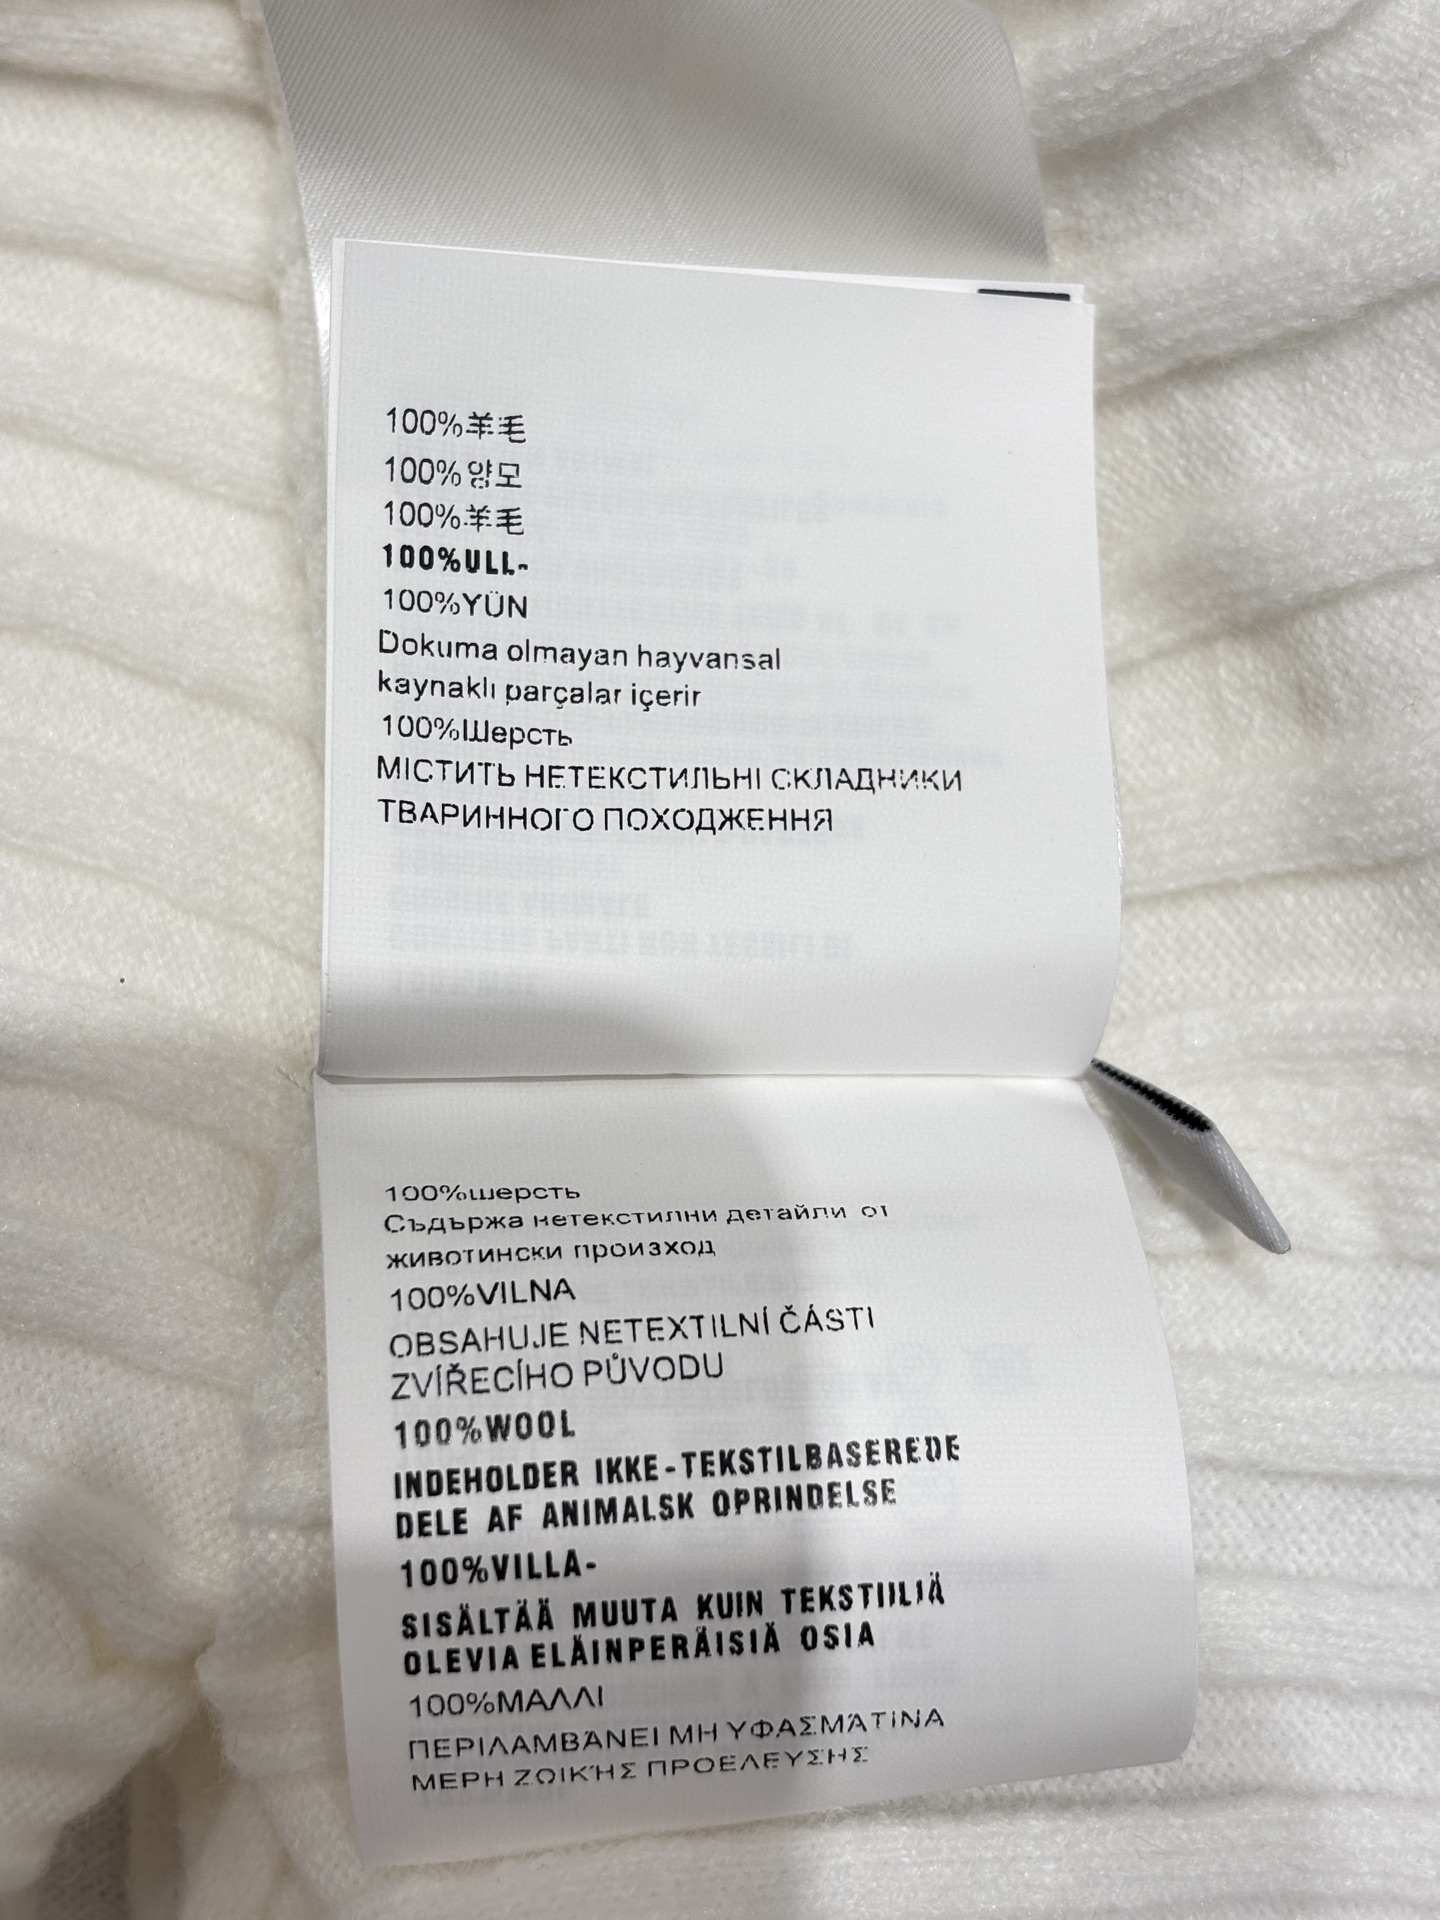 100%羊毛
100%양모
100%羊毛
100%ULL-
100%YÜN
Dokuma olmayan hayvansal
kaynaklı parçalar içerir
100%Шерсть
МІСТИТЬ НЕТЕКСТИЛЬНІ СКЛАДНИКИ
ТВАРИННОГО ПОХОДЖЕННЯ
100%шерсть
Съдържа нетекстилни детайли от
животински произход
100%VILNA
OBSAHUJE NETEXTILNÍ ČÁSTI
ZVÍŘECÍHO PŮVODU
100%WOOL
INDEHOLDER IKKE-TEKSTILBASEREDE
DELE AF ANIMALSK OPRINDELSE
100%VILLA-
SISÄLTÄÄ MUUTA KUIN TEKSTIILIÄ
OLEVIA ELÄINPERÄISIÄ OSIA
100%ΜΑΛΛΙ
ΠΕΡΙΛΑΜΒΆΝΕΙ ΜΗ ΥΦΑΣΜΆΤΙΝΑ
ΜΕΡΗ ΖΩΙΚΉΣ ΠΡΟΕΛΕΥΣΗΣ